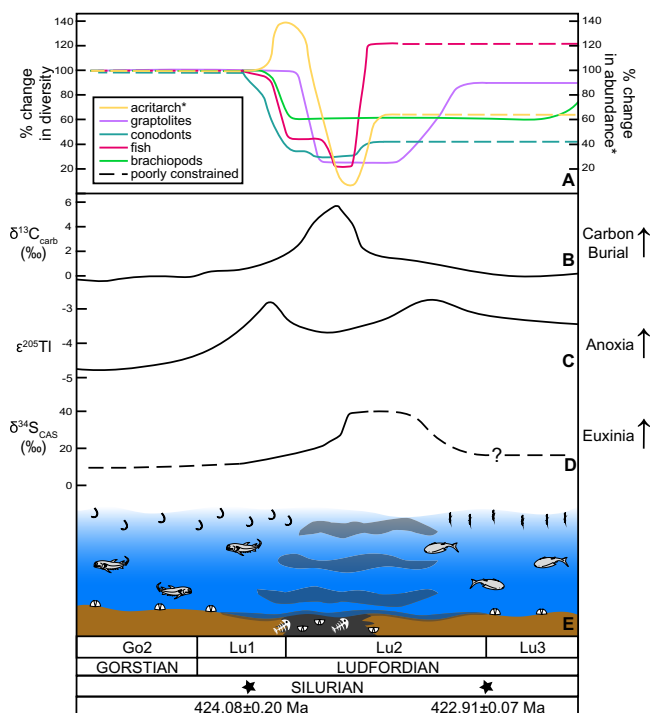 140
120
100
80
60
40
20
% change
in diversity
acritarch*
graptolites
conodonts
fish
brachiopods
poorly constrained
140
120
100
80
60
40
20
% change
in abundance*
A
6
4
2
0
δ¹³Ccarb
(‰)
B
Carbon
Burial
-3
-4
-5
ε²⁰⁵Tl
C
Anoxia
40
20
0
δ³⁴SCAS
(‰)
?
D
Euxinia
E
Go2 Lu1 Lu2 Lu3
GORSTIAN LUDFORDIAN
SILURIAN
424.08±0.20 Ma 422.91±0.07 Ma